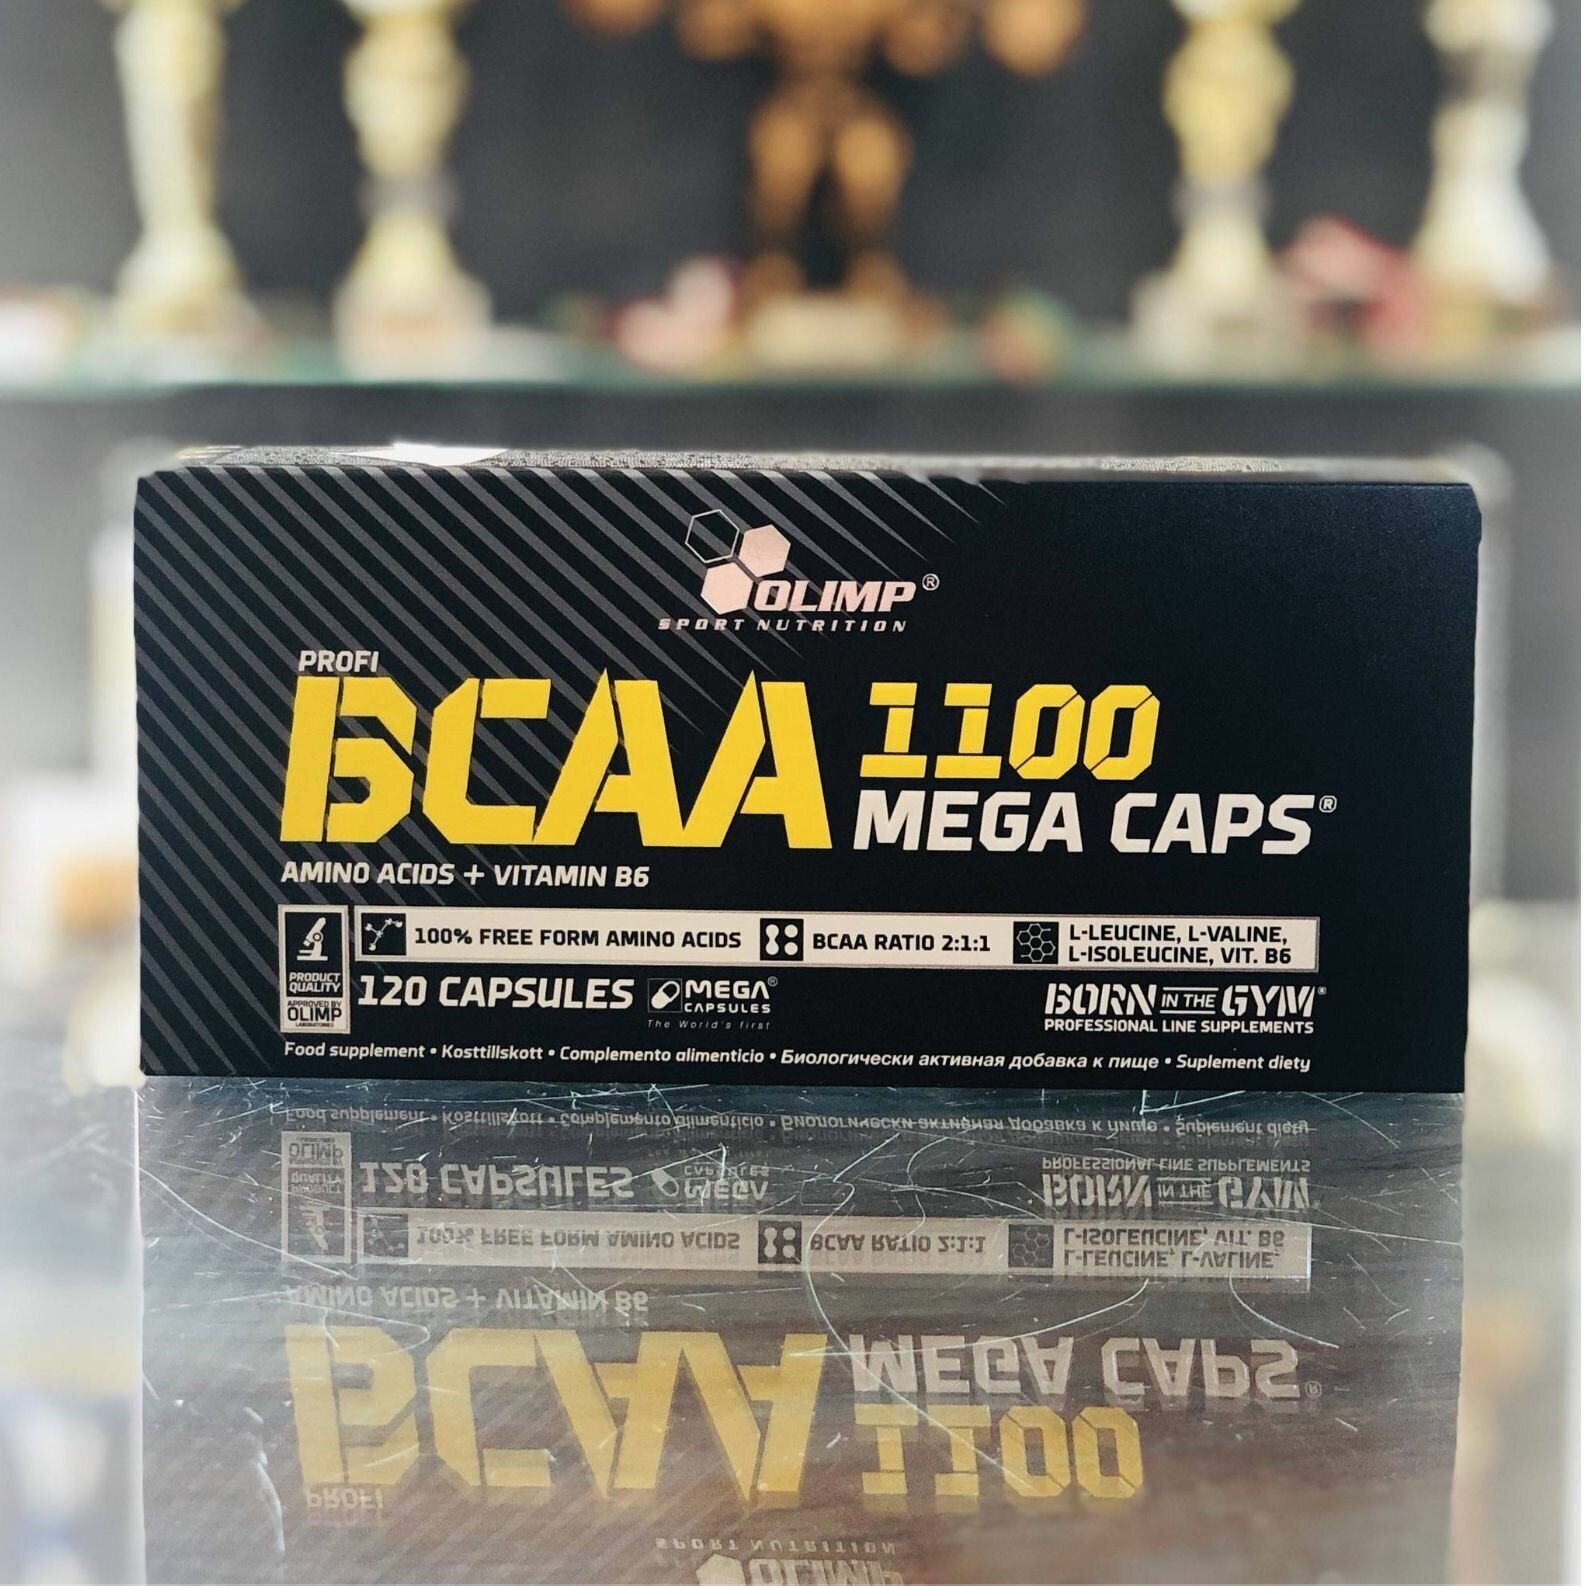 OLIMP®
SPORT NUTRITION
PROFI
BCAA 1100
MEGA CAPS®
AMINO ACIDS + VITAMIN B6
PRODUCT
QUALITY
APPROVED BY
OLIMP
LABORATORIES
100% FREE FORM AMINO ACIDS
BCAA RATIO 2:1:1
L-LEUCINE, L-VALINE,
L-ISOLEUCINE, VIT. B6
120 CAPSULES
MEGA®
CAPSULES
The World's first
BORN IN THE GYM®
PROFESSIONAL LINE SUPPLEMENTS
Food supplement • Kosttillskott • Complemento alimenticio • Биологически активная добавка к пище • Suplement diety